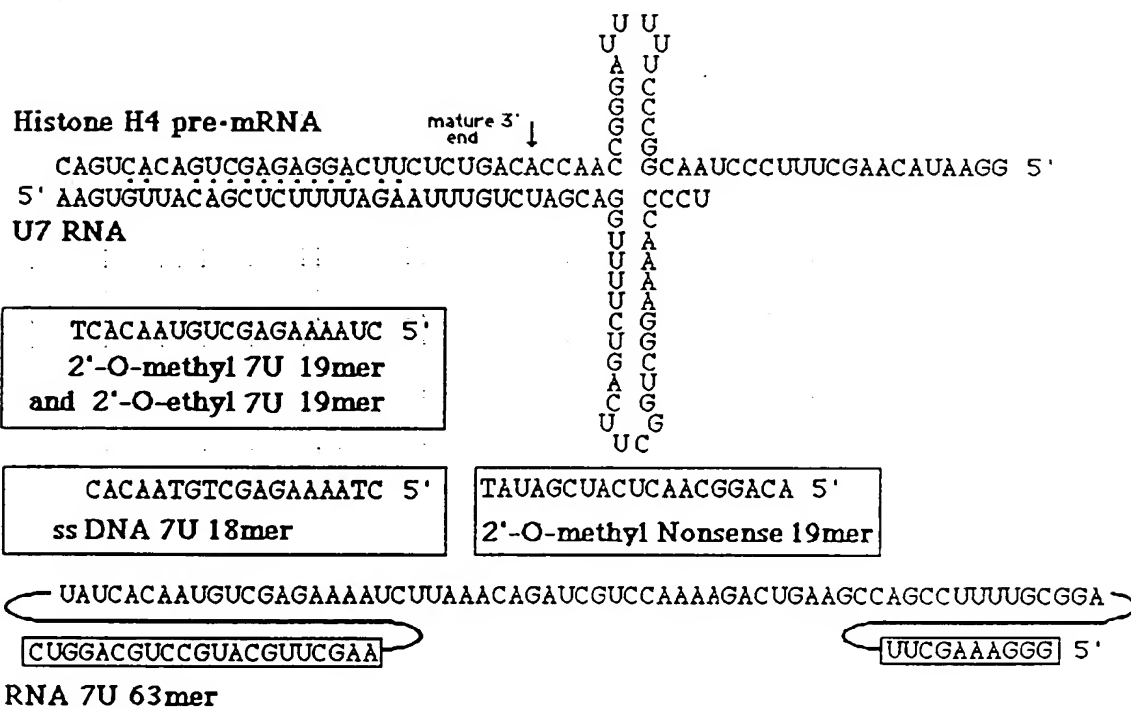 U U
U U
A U
G C
G C
Histone H4 pre-mRNA mature 3' end ↓ G C
C G
CAGUCACAGUCGAGAGGACUUCUCUGACACCAAC GCAAUCCCUUUCGAACAUAAGG 5'
5' AAGUGUUACAGCUCUUUUAGAAUUUGUCUAGCAG CCCCU
U7 RNA G C
U A
U A
U A
U A
C G
U G
G C
A U
C G
U G
U C
TCACAAUGUCGAGAAAAUC 5'
2'-O-methyl 7U 19mer
and 2'-O-ethyl 7U 19mer
CACAATGTCGAGAAAATC 5'
ss DNA 7U 18mer
TAUAGCUACUCAACGGACA 5'
2'-O-methyl Nonsense 19mer
UAUCACAAUGUCGAGAAAAUCUUAAACAGAUCGUCCAAAAGACUGAAGCCAGCCUUUUGCGGA
CUGGACGUCCGUACGUUCGAA UUCGAAAGGG 5'
RNA 7U 63mer